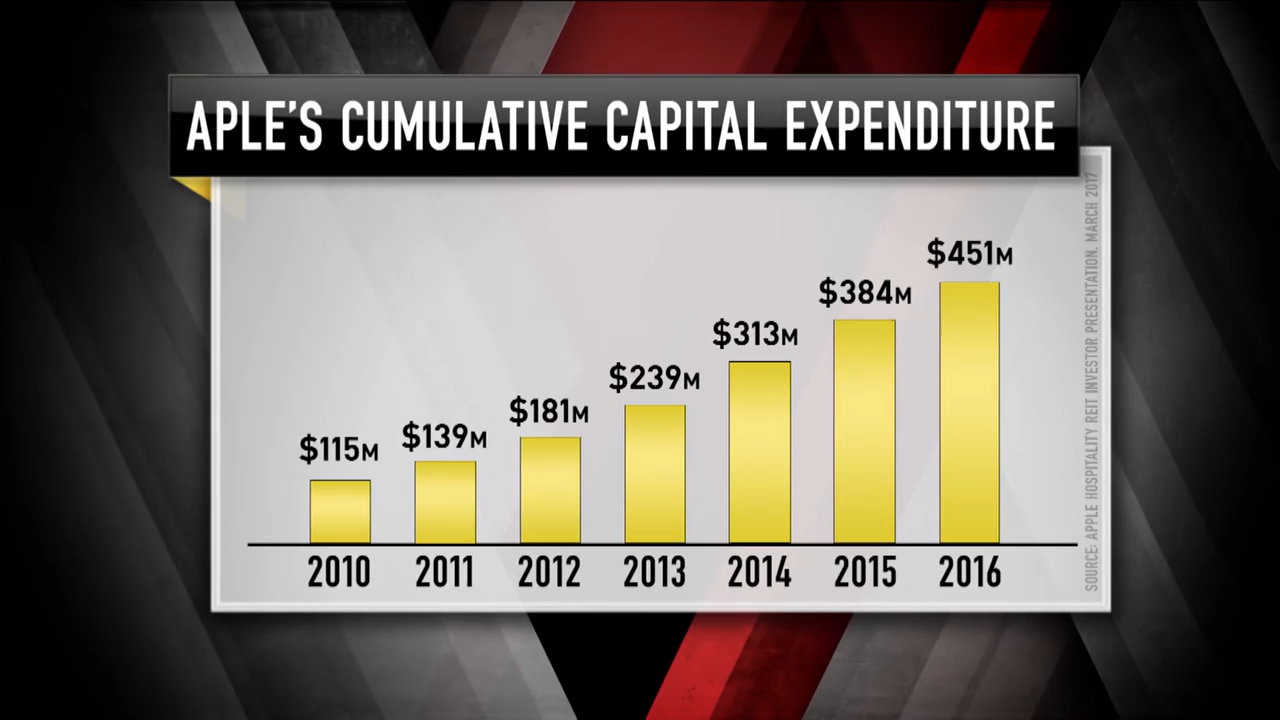 APLE'S CUMULATIVE CAPITAL EXPENDITURE
$115M
$139M
$181M
$239M
$313M
$384M
$451M
2010 2011 2012 2013 2014 2015 2016
SOURCE: APPLE HOSPITALITY REIT INVESTOR PRESENTATION, MARCH 2017